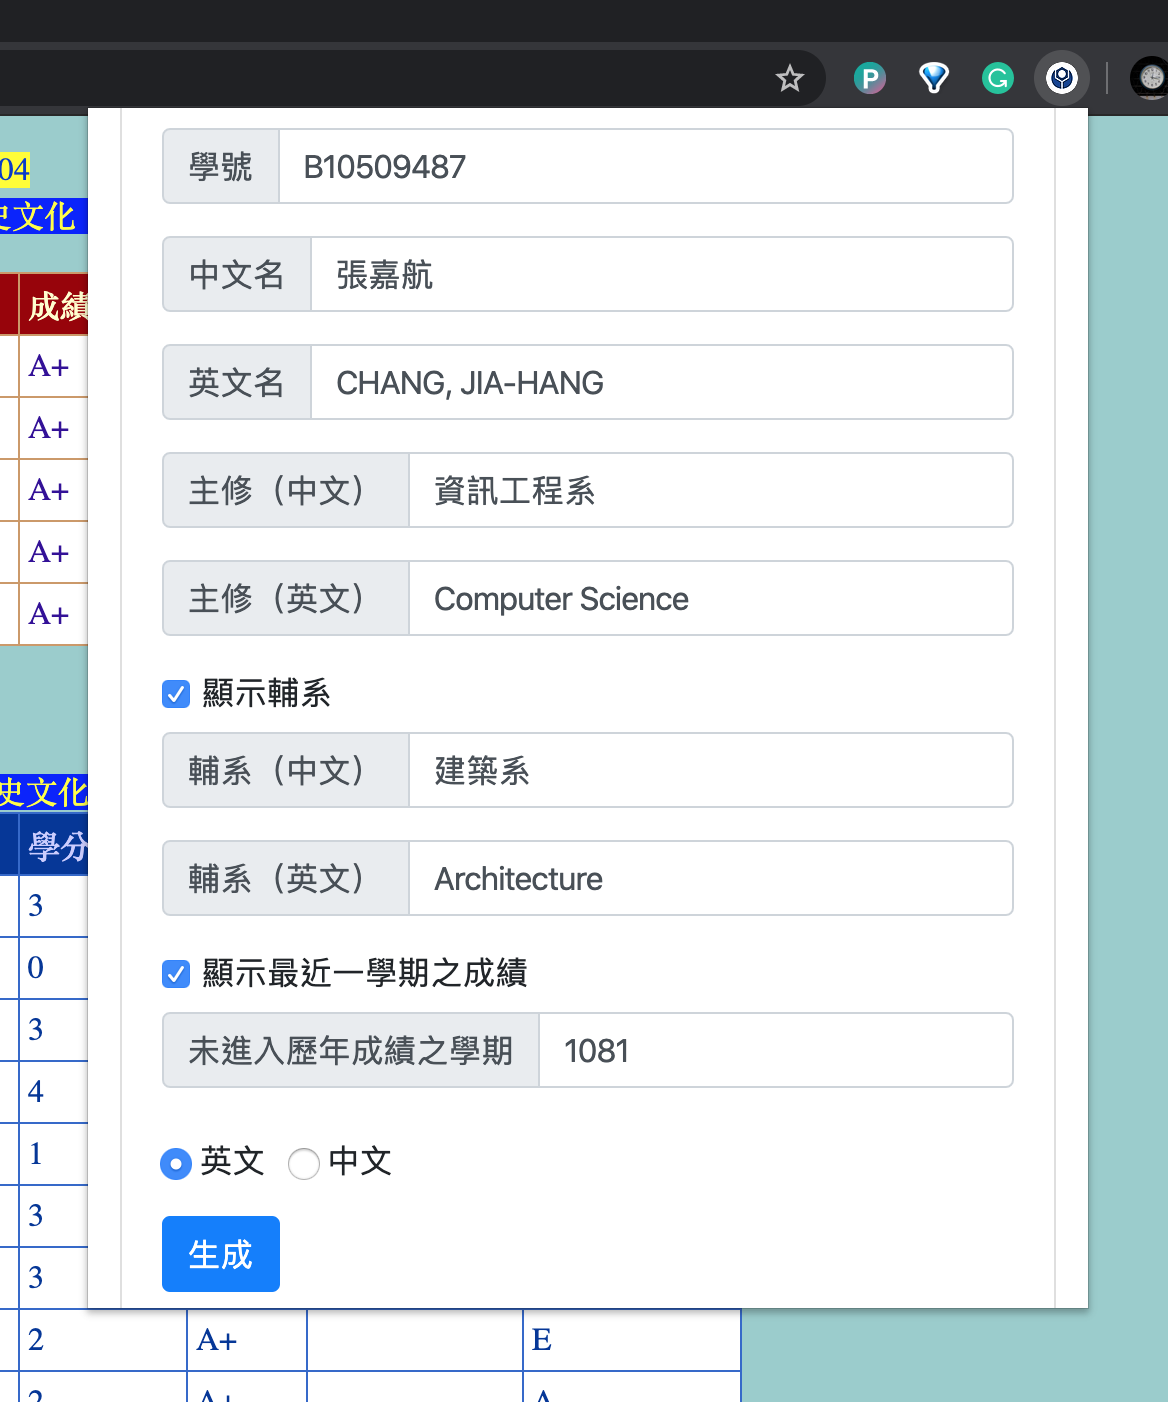 P
G
04
史文化
成績
A+
A+
A+
A+
A+
學號 B10509487
中文名 張嘉航
英文名 CHANG, JIA-HANG
主修（中文） 資訊工程系
主修（英文） Computer Science
顯示輔系
輔系（中文） 建築系
輔系（英文） Architecture
顯示最近一學期之成績
未進入歷年成績之學期 1081
英文 中文
生成
史文化
學分
3
0
3
4
1
3
3
2 A+ E
2 A+ A